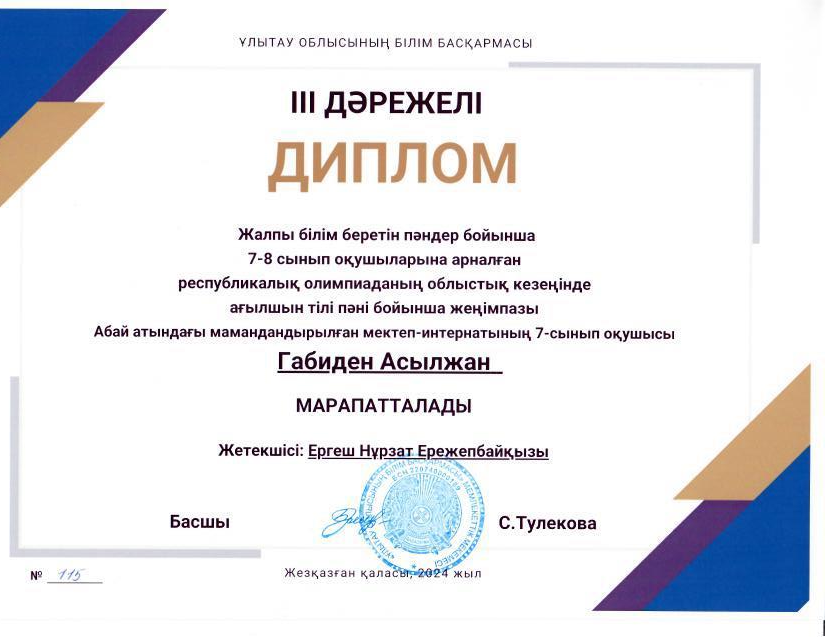 ҰЛЫТАУ ОБЛЫСЫНЫҢ БІЛІМ БАСҚАРМАСЫ
III ДӘРЕЖЕЛІ
ДИПЛОМ
Жалпы білім беретін пәндер бойынша
7-8 сынып оқушыларына арналған
республикалық олимпиаданың облыстық кезеңінде
ағылшын тілі пәні бойынша жеңімпазы
Абай атындағы мамандандырылған мектеп-интернатының 7-сынып оқушысы
Габиден Асылжан
МАРАПАТТАЛАДЫ
Жетекшісі: Ергеш Нұрзат Ережепбайқызы
Басшы
С.Тулекова
№ 115
Жезқазған қаласы, 2024 жыл